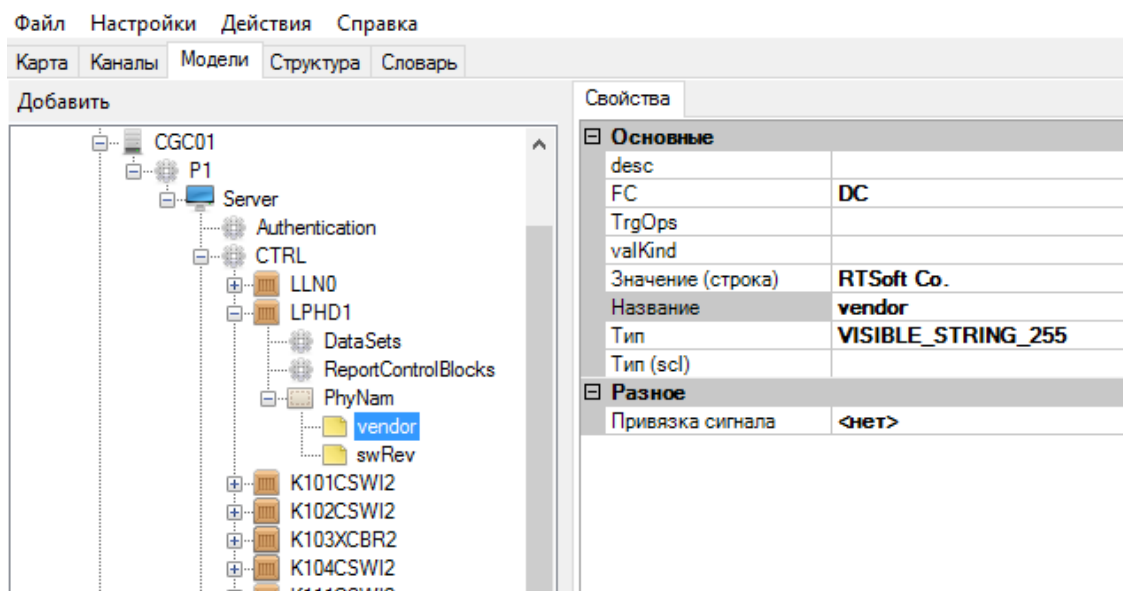 Файл Настройки Действия Справка
Карта Каналы Модели Структура Словарь
Добавить
CGC01
P1
Server
Authentication
CTRL
LLN0
LPHD1
DataSets
ReportControlBlocks
PhyNam
vendor
swRev
K101CSWI2
K102CSWI2
K103XCBR2
K104CSWI2
Свойства
Основные
desc
FC DC
TrgOps
valKind
Значение (строка) RTSoft Co.
Название vendor
Тип VISIBLE_STRING_255
Тип (scl)
Разное
Привязка сигнала <нет>